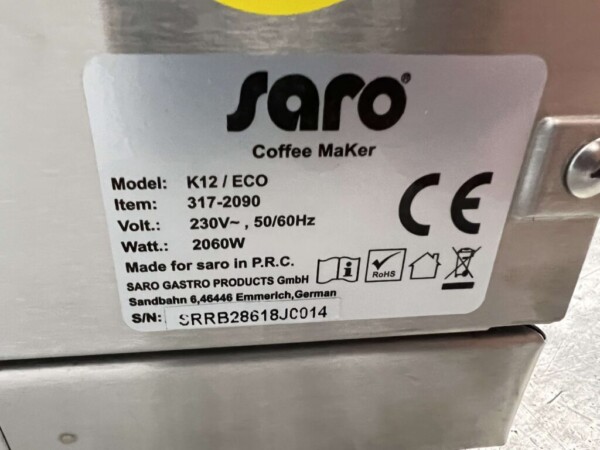 saro®
Coffee MaKer
Model: K12 / ECO
Item: 317-2090
Volt.: 230V~ , 50/60Hz
Watt.: 2060W
Made for saro in P.R.C.
SARO GASTRO PRODUCTS GmbH
Sandbahn 6,46446 Emmerich,German
S/N: SRRB28618JC014
CE
i
RoHS